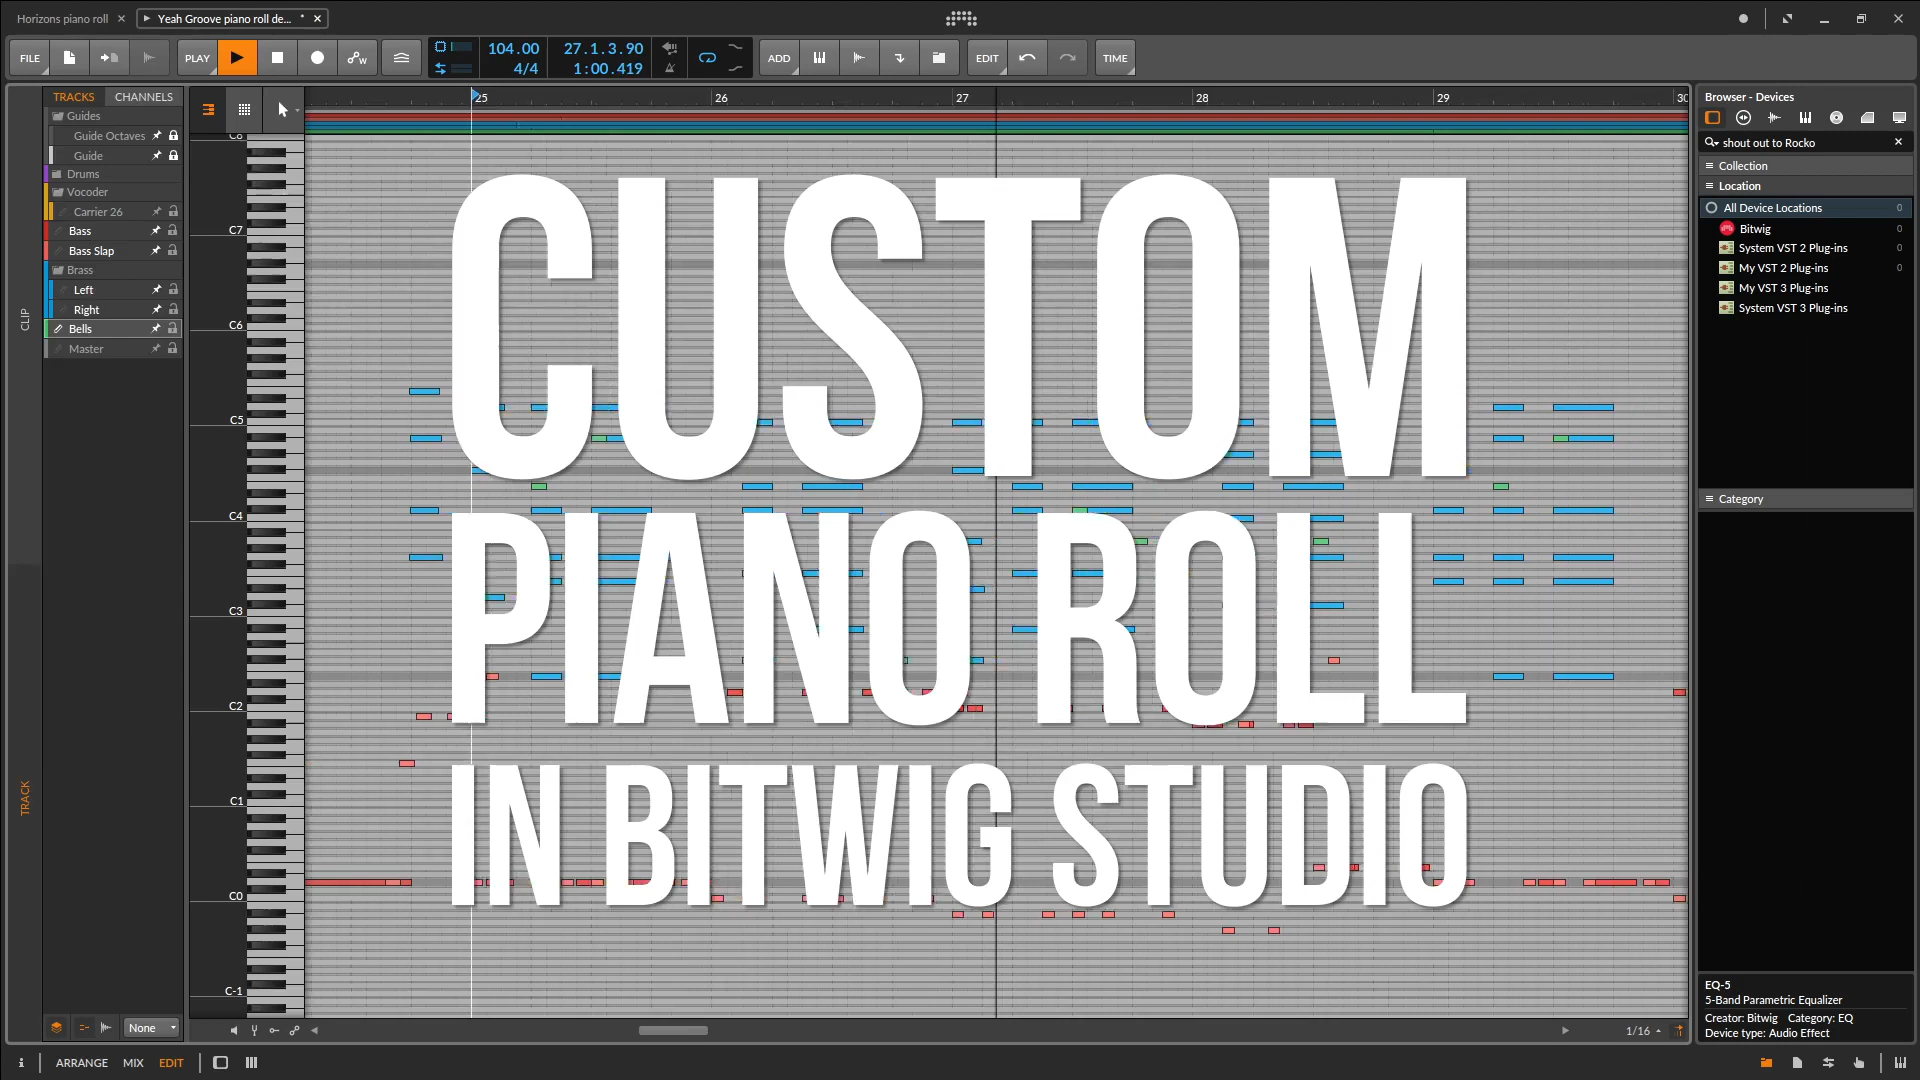 Horizons piano roll
Yeah Groove piano roll de... *
FILE
PLAY
104.00
4/4
27.1.3.90
1:00.419
ADD
EDIT
TIME
TRACKS CHANNELS
Guides
Guide Octaves
Guide
Drums
Vocoder
Carrier 26
Bass
Bass Slap
Brass
Left
Right
Bells
Master
CLIP
TRACK
None
25 26 27 28 29 30
C8
C7
C6
C5
C4
C3
C2
C1
C0
C-1
CUSTOM
PIANO ROLL
IN BITWIG STUDIO
1/16
Browser - Devices
shout out to Rocko
Collection
Location
All Device Locations 0
Bitwig 0
System VST 2 Plug-ins 0
My VST 2 Plug-ins 0
My VST 3 Plug-ins
System VST 3 Plug-ins
Category
EQ-5
5-Band Parametric Equalizer
Creator: Bitwig Category: EQ
Device type: Audio Effect
i ARRANGE MIX EDIT